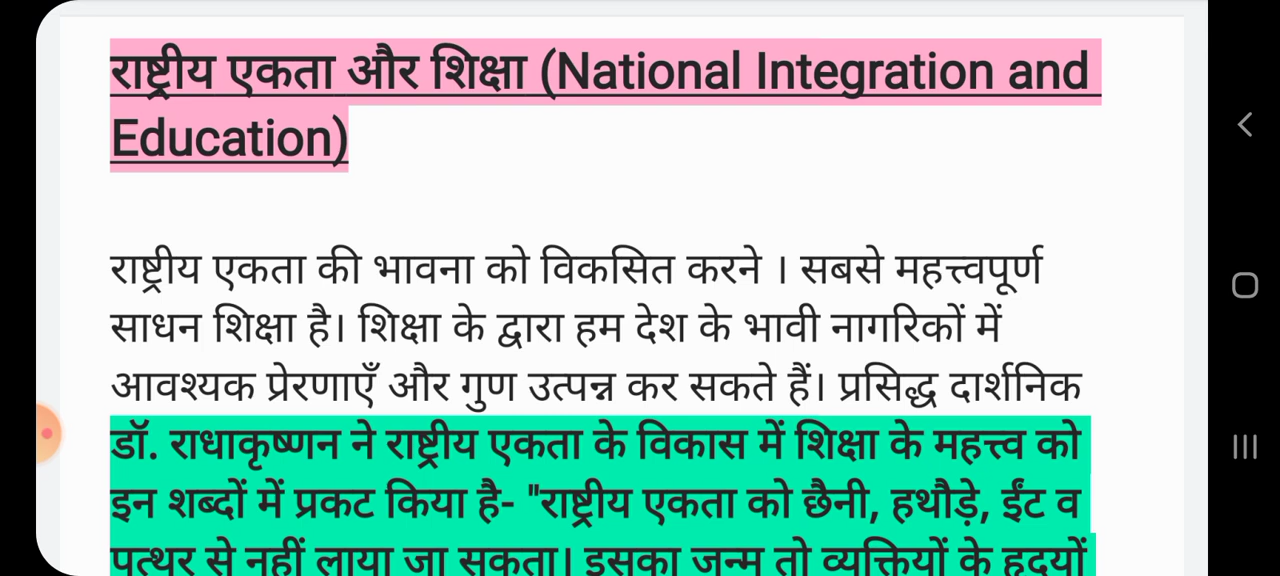 राष्ट्रीय एकता और शिक्षा (National Integration and
Education)
राष्ट्रीय एकता की भावना को विकसित करने । सबसे महत्त्वपूर्ण
साधन शिक्षा है। शिक्षा के द्वारा हम देश के भावी नागरिकों में
आवश्यक प्रेरणाएँ और गुण उत्पन्न कर सकते हैं। प्रसिद्ध दार्शनिक
डॉ. राधाकृष्णन ने राष्ट्रीय एकता के विकास में शिक्षा के महत्त्व को
इन शब्दों में प्रकट किया है- "राष्ट्रीय एकता को छैनी, हथौड़े, ईंट व
पत्थर से नहीं लाया जा सकता। इसका जन्म तो व्यक्तियों के हृदयों